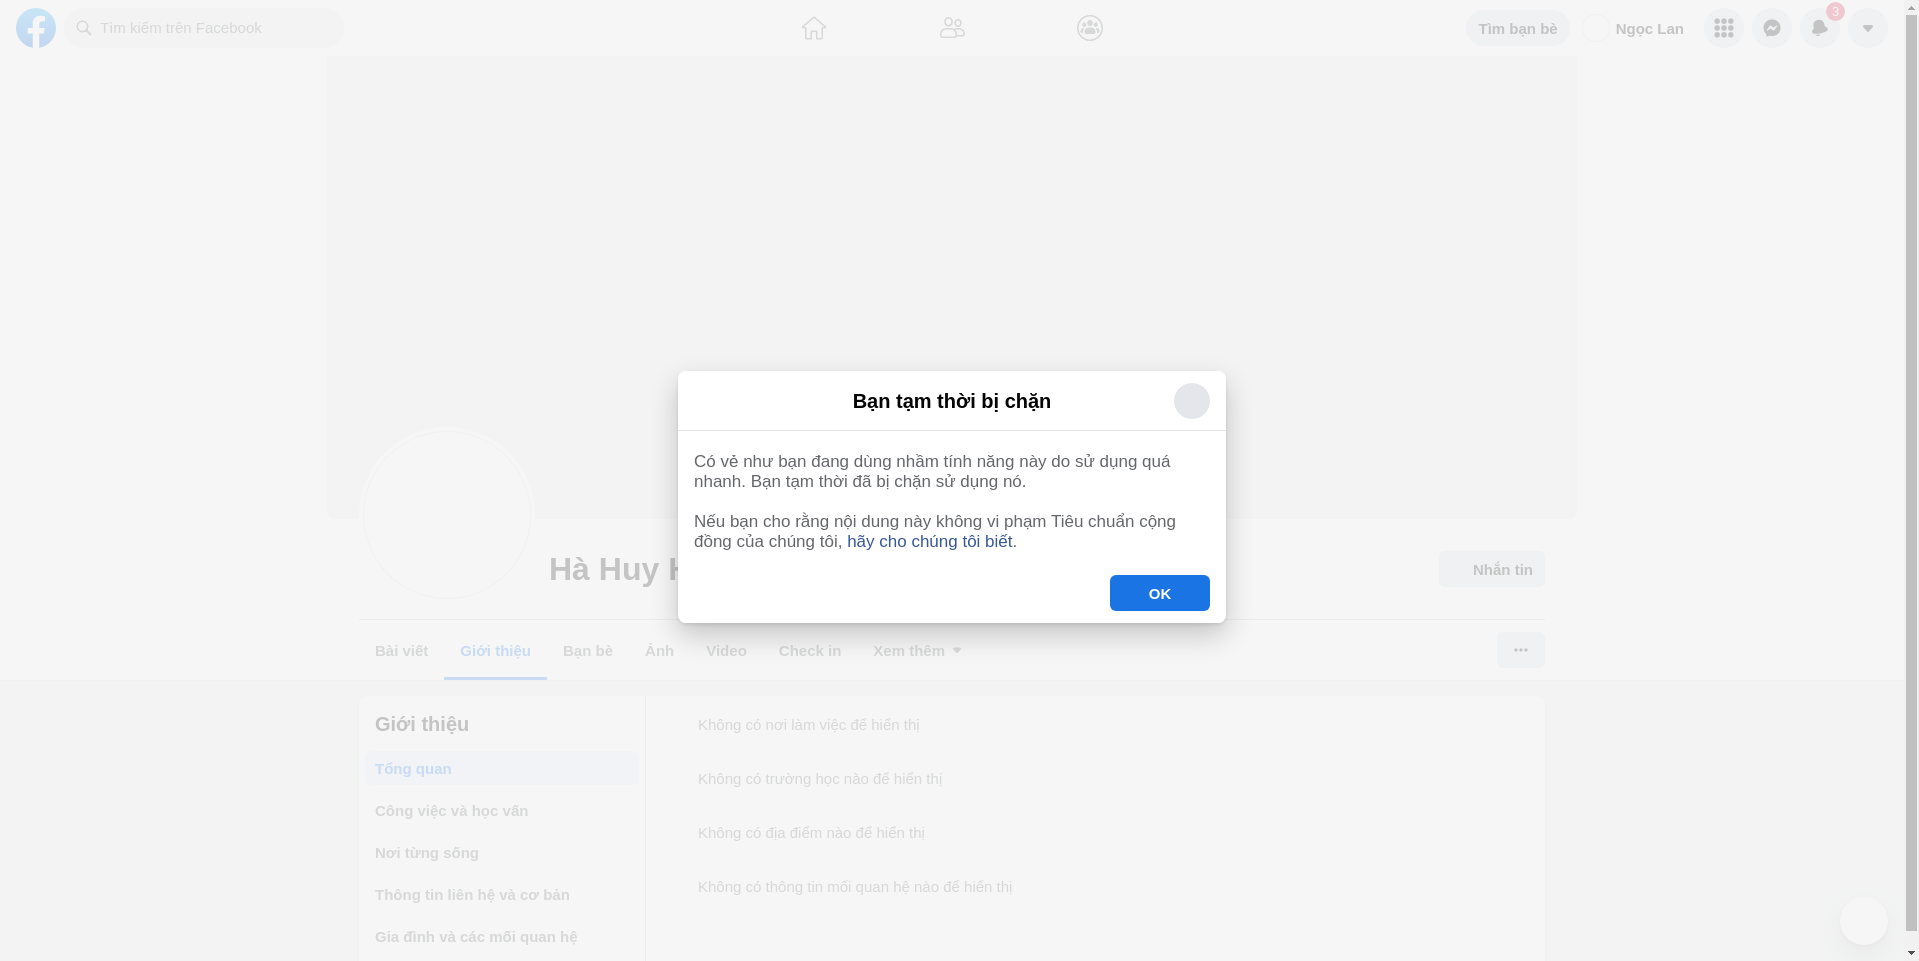 Tìm kiếm trên Facebook
Tìm bạn bè
Ngọc Lan
3
Bạn tạm thời bị chặn
Có vẻ như bạn đang dùng nhầm tính năng này do sử dụng quá
nhanh. Bạn tạm thời đã bị chặn sử dụng nó.
Nếu bạn cho rằng nội dung này không vi phạm Tiêu chuẩn cộng
đồng của chúng tôi, hãy cho chúng tôi biết.
OK
Hà Huy
Nhắn tin
Bài viết
Giới thiệu
Bạn bè
Ảnh
Video
Check in
Xem thêm
Giới thiệu
Tổng quan
Công việc và học vấn
Nơi từng sống
Thông tin liên hệ và cơ bản
Gia đình và các mối quan hệ
Không có nơi làm việc để hiển thị
Không có trường học nào để hiển thị
Không có địa điểm nào để hiển thị
Không có thông tin mối quan hệ nào để hiển thị